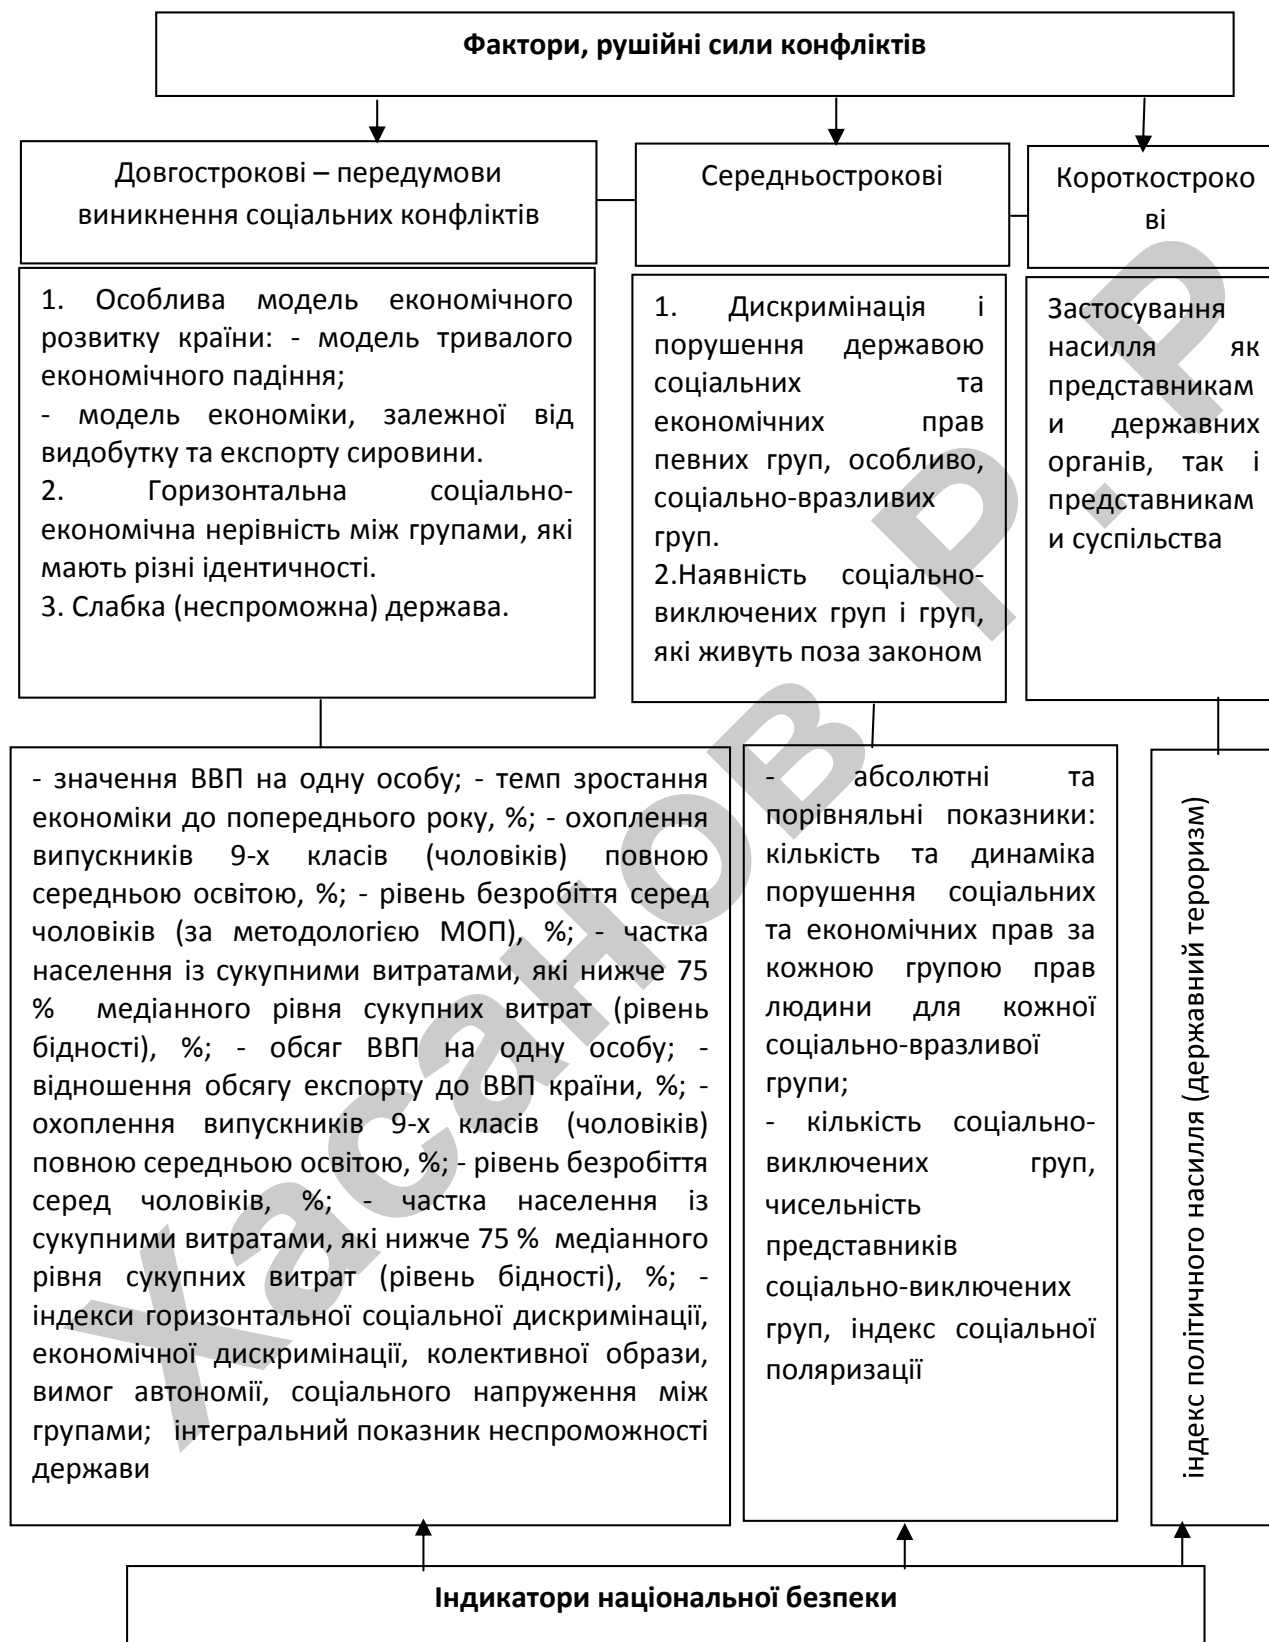 Фактори, рушійні сили конфліктів
Довгострокові – передумови
виникнення соціальних конфліктів
Середньострокові
Короткостроко
ві
1. Особлива модель економічного
розвитку країни: - модель тривалого
економічного падіння;
- модель економіки, залежної від
видобутку та експорту сировини.
2. Горизонтальна соціально-
економічна нерівність між групами, які
мають різні ідентичності.
3. Слабка (неспроможна) держава.
1. Дискримінація і
порушення державою
соціальних та
економічних прав
певних груп, особливо,
соціально-вразливих
груп.
2.Наявність соціально-
виключених груп і груп,
які живуть поза законом
Застосування
насилля як
представникам
и державних
органів, так і
представникам
и суспільства
- значення ВВП на одну особу; - темп зростання
економіки до попереднього року, %; - охоплення
випускників 9-х класів (чоловіків) повною
середньою освітою, %; - рівень безробіття серед
чоловіків (за методологією МОП), %; - частка
населення із сукупними витратами, які нижче 75
% медіанного рівня сукупних витрат (рівень
бідності), %; - обсяг ВВП на одну особу; -
відношення обсягу експорту до ВВП країни, %; -
охоплення випускників 9-х класів (чоловіків)
повною середньою освітою, %; - рівень безробіття
серед чоловіків, %; - частка населення із
сукупними витратами, які нижче 75 % медіанного
рівня сукупних витрат (рівень бідності), %; -
індекси горизонтальної соціальної дискримінації,
економічної дискримінації, колективної образи,
вимог автономії, соціального напруження між
групами; інтегральний показник неспроможності
держави
- абсолютні та
порівняльні показники:
кількість та динаміка
порушення соціальних
та економічних прав за
кожною групою прав
людини для кожної
соціально-вразливої
групи;
- кількість соціально-
виключених груп,
чисельність
представників
соціально-виключених
груп, індекс соціальної
поляризації
індекс політичного насилля (державний тероризм)
Індикатори національної безпеки
Хасанов Р. Р